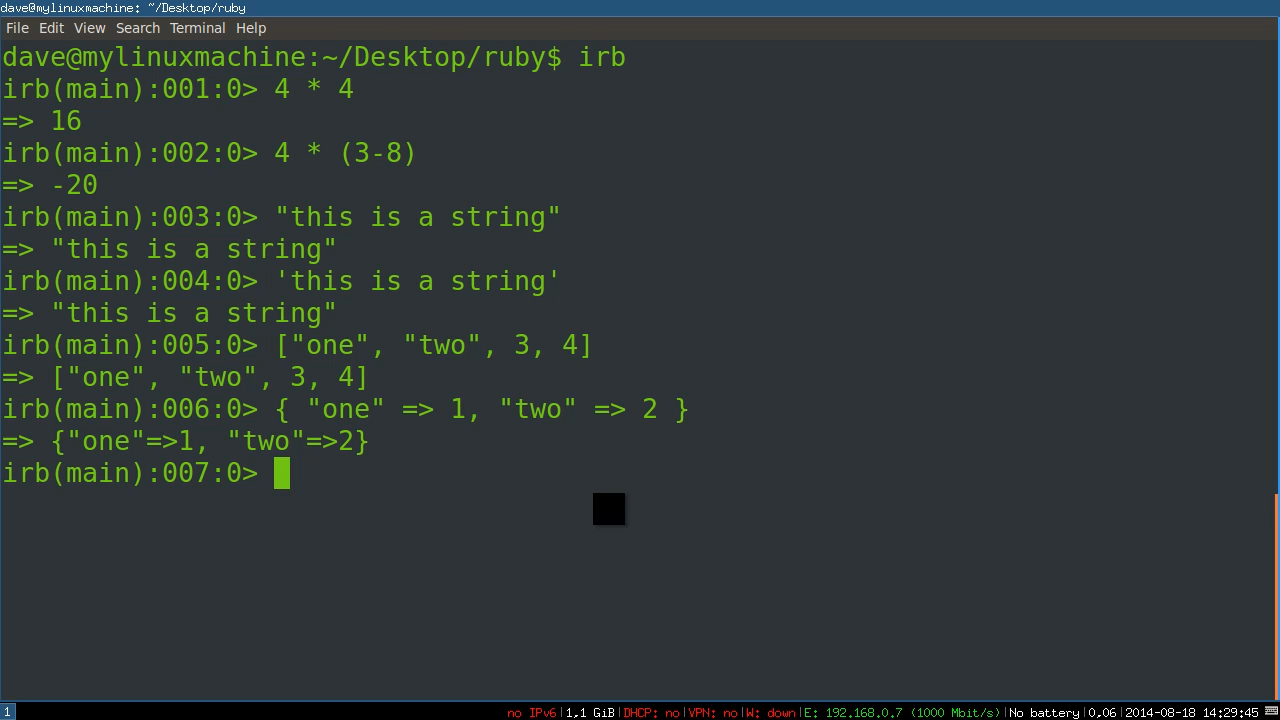 dave@mylinuxmachine: ~/Desktop/ruby
File Edit View Search Terminal Help
dave@mylinuxmachine:~/Desktop/ruby$ irb
irb(main):001:0> 4 * 4
=> 16
irb(main):002:0> 4 * (3-8)
=> -20
irb(main):003:0> "this is a string"
=> "this is a string"
irb(main):004:0> 'this is a string'
=> "this is a string"
irb(main):005:0> ["one", "two", 3, 4]
=> ["one", "two", 3, 4]
irb(main):006:0> { "one" => 1, "two" => 2 }
=> {"one"=>1, "two"=>2}
irb(main):007:0>
1 no IPv6|1,1 GiB|DHCP: no|VPN: no|W: down|E: 192.168.0.7 (1000 Mbit/s)|No battery|0.06|2014-08-18 14:29:45